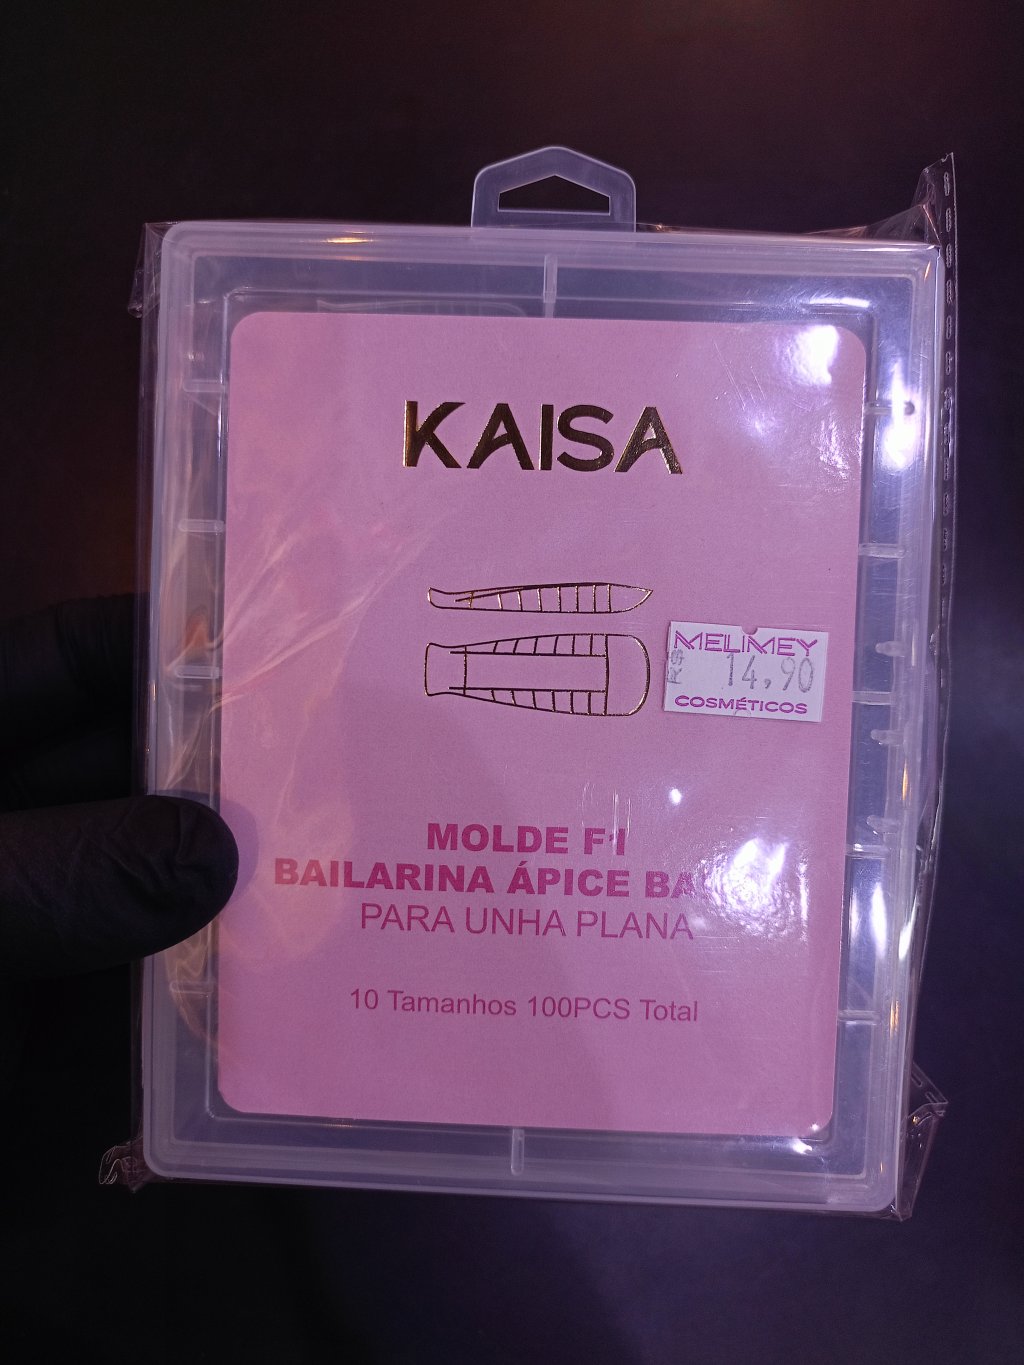 KAISA
MELIMEY
R$ 14,90
COSMÉTICOS
MOLDE F1
BAILARINA ÁPICE
PARA UNHA PLANA
10 Tamanhos 100PCS Total